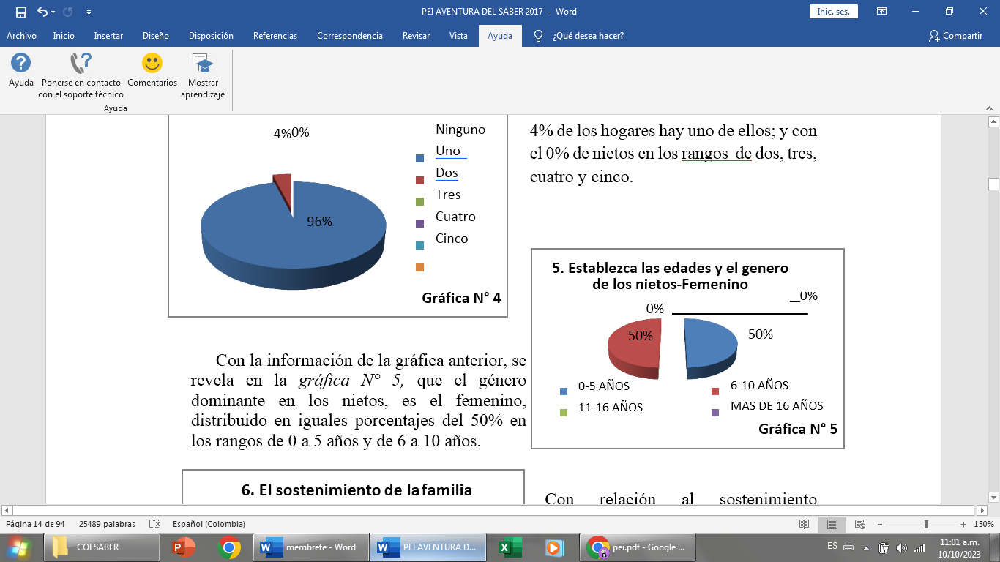 PEI AVENTURA DEL SABER 2017 - Word
Inic. ses.
Archivo Inicio Insertar Diseño Disposición Referencias Correspondencia Revisar Vista Ayuda ¿Qué desea hacer? Compartir
Ayuda
Ponerse en contacto
con el soporte técnico
Comentarios
Mostrar
aprendizaje
Ayuda
4% 0%
96%
Ninguno
Uno
Dos
Tres
Cuatro
Cinco
Gráfica N° 4
4% de los hogares hay uno de ellos; y con
el 0% de nietos en los rangos de dos, tres,
cuatro y cinco.
5. Establezca las edades y el genero
de los nietos-Femenino
0%
0%
50%
50%
0-5 AÑOS 6-10 AÑOS
11-16 AÑOS MAS DE 16 AÑOS
Gráfica N° 5
Con la información de la gráfica anterior, se
revela en la gráfica N° 5, que el género
dominante en los nietos, es el femenino,
distribuido en iguales porcentajes del 50% en
los rangos de 0 a 5 años y de 6 a 10 años.
6. El sostenimiento de la familia
Con relación al sostenimiento
Página 14 de 94 25489 palabras Español (Colombia) 150%
COLSABER
membrete - Word
PEI AVENTURA D...
pei.pdf - Google ...
ES
11:01 a.m.
10/10/2023